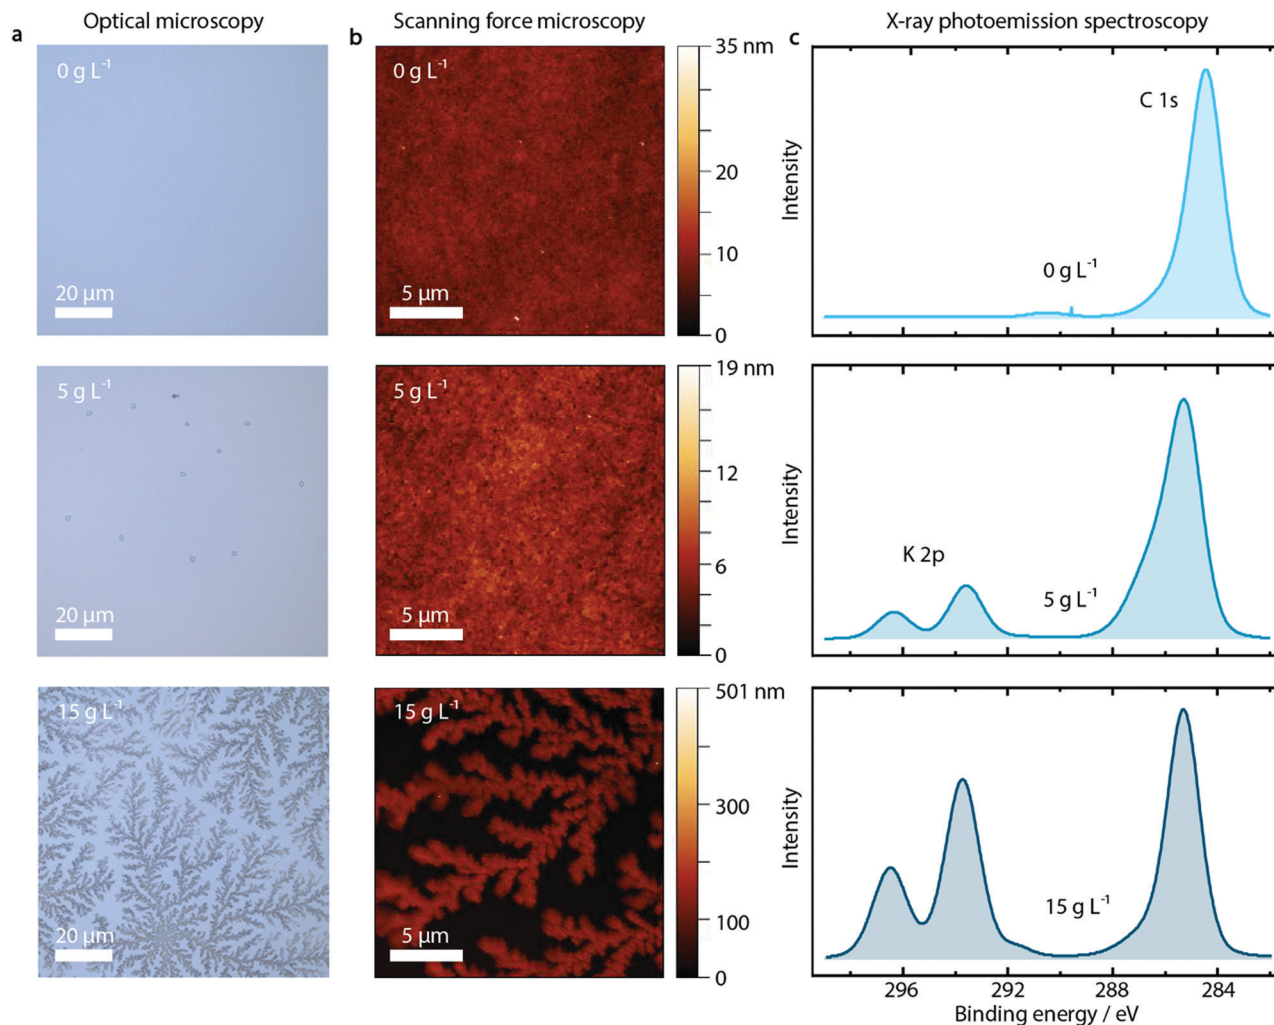 Optical microscopy
Scanning force microscopy
X-ray photoemission spectroscopy
a
b
c
0 g L⁻¹
20 µm
0 g L⁻¹
5 µm
35 nm
20
10
0
Intensity
C 1s
0 g L⁻¹
5 g L⁻¹
20 µm
5 g L⁻¹
5 µm
19 nm
12
6
0
Intensity
K 2p
5 g L⁻¹
15 g L⁻¹
20 µm
15 g L⁻¹
5 µm
501 nm
300
100
0
Intensity
15 g L⁻¹
296 292 288 284
Binding energy / eV